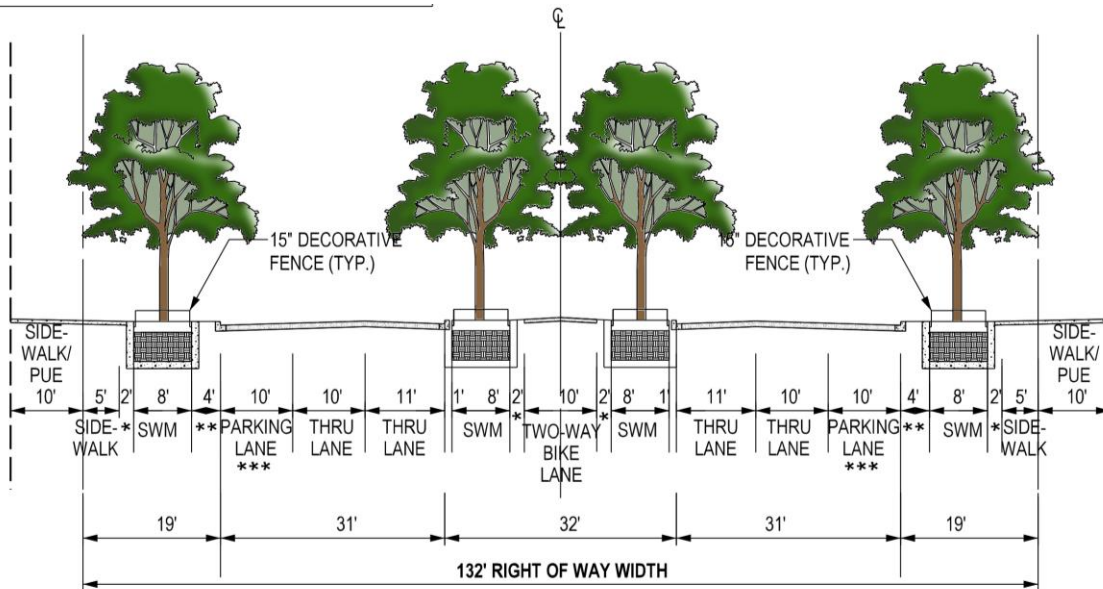 ℄
15" DECORATIVE
FENCE (TYP.)
15" DECORATIVE
FENCE (TYP.)
SIDE-
WALK/
PUE
SIDE-
WALK/
PUE
10' 5' 2' 8' 4' 10' 10' 11' 1' 8' 2' 10' 2' 8' 1' 11' 10' 10' 4' 8' 2' 5' 10'
SIDE-
WALK
*
SWM
**
PARKING
LANE
***
THRU
LANE
THRU
LANE
SWM
*
TWO-WAY
BIKE
LANE
*
SWM
THRU
LANE
THRU
LANE
PARKING
LANE
***
**
SWM
*
SIDE-
WALK
19' 31' 32' 31' 19'
132' RIGHT OF WAY WIDTH